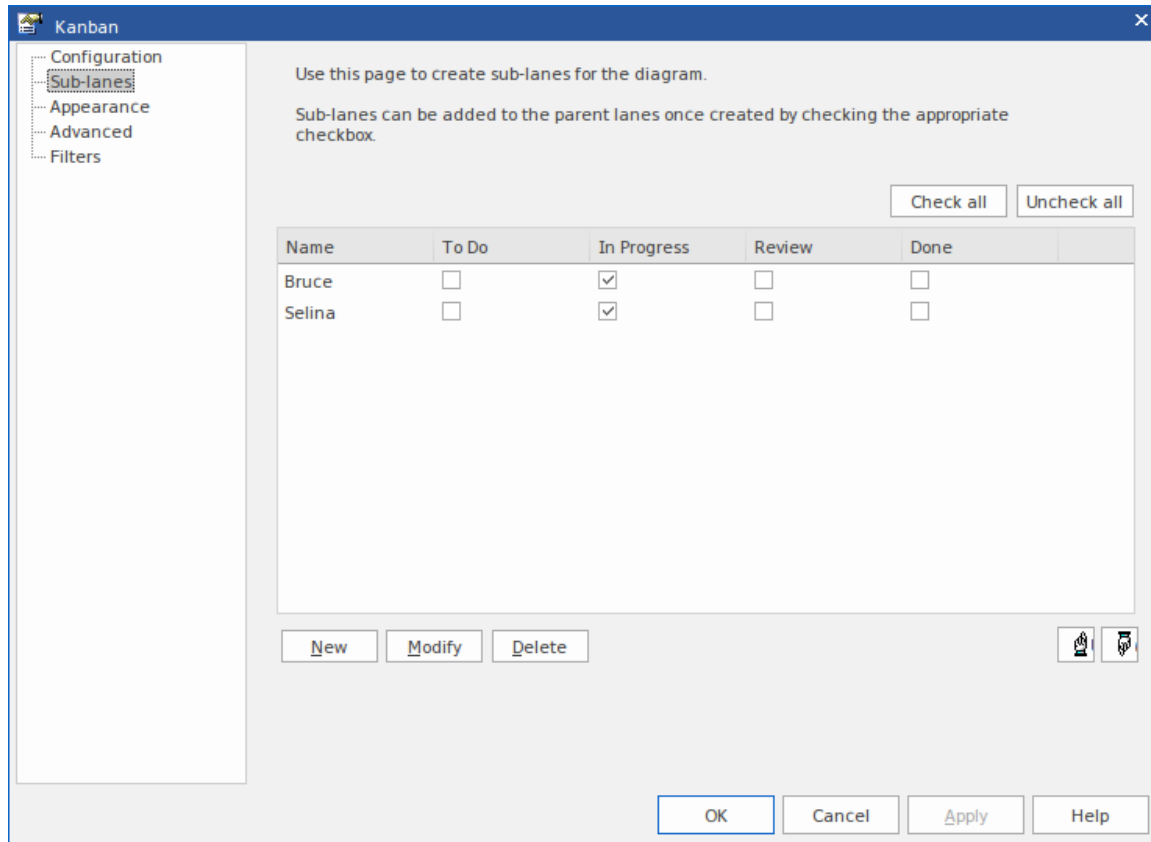 Kanban
Configuration
Sub-lanes
Appearance
Advanced
Filters
Use this page to create sub-lanes for the diagram.
Sub-lanes can be added to the parent lanes once created by checking the appropriate
checkbox.
Check all Uncheck all
Name To Do In Progress Review Done
Bruce
Selina
New Modify Delete
OK Cancel Apply Help